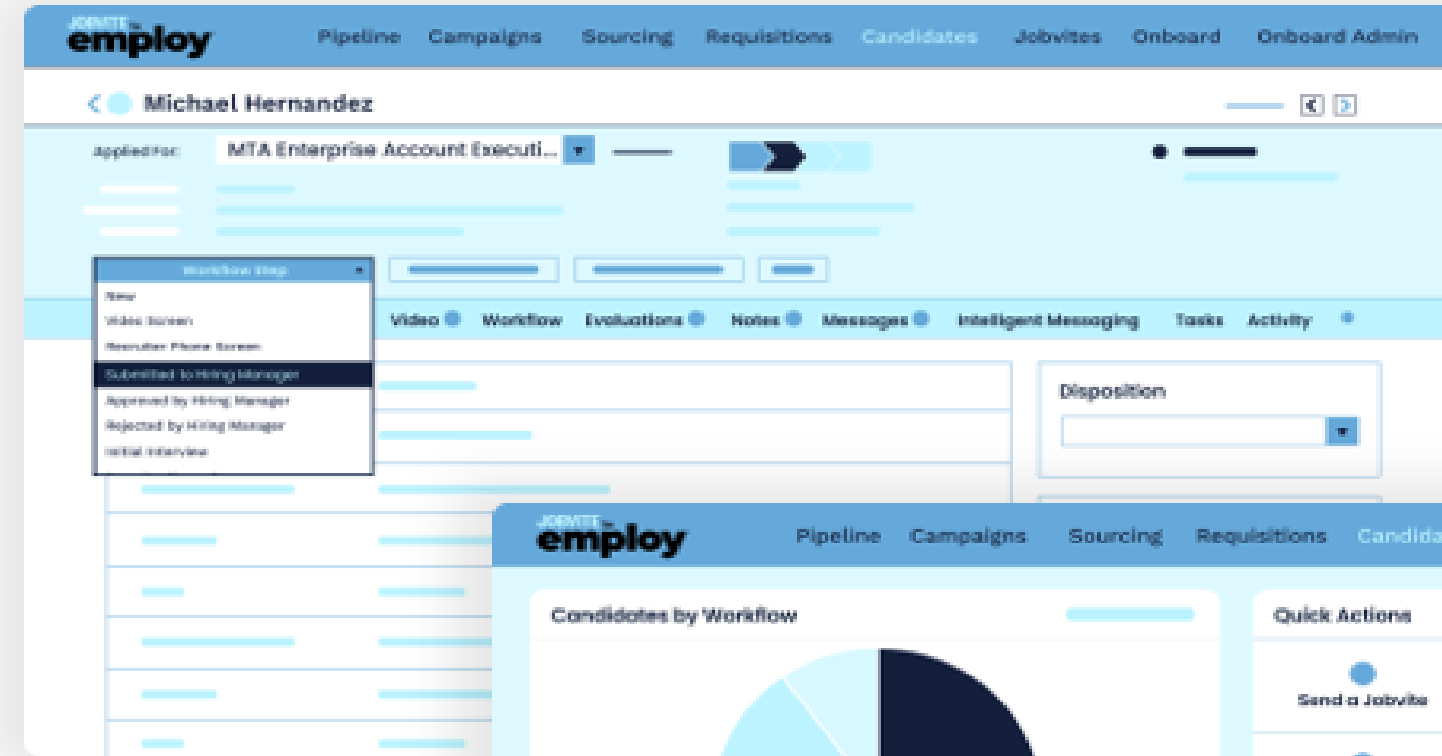 JOBVITE
employ
Pipeline Campaigns Sourcing Requisitions Candidates Jobvites Onboard Onboard Admin
Michael Hernandez
Applied For: MTA Enterprise Account Executi...
Workflow Step
New
Video Screen
Recruiter Phone Screen
Submitted to Hiring Manager
Approved by Hiring Manager
Rejected by Hiring Manager
Initial Interview
Video Workflow Evaluations Notes Messages Intelligent Messaging Tasks Activity
Disposition
JOBVITE
employ
Pipeline Campaigns Sourcing Requisitions Candida
Candidates by Workflow
Quick Actions
Send a Jobvite